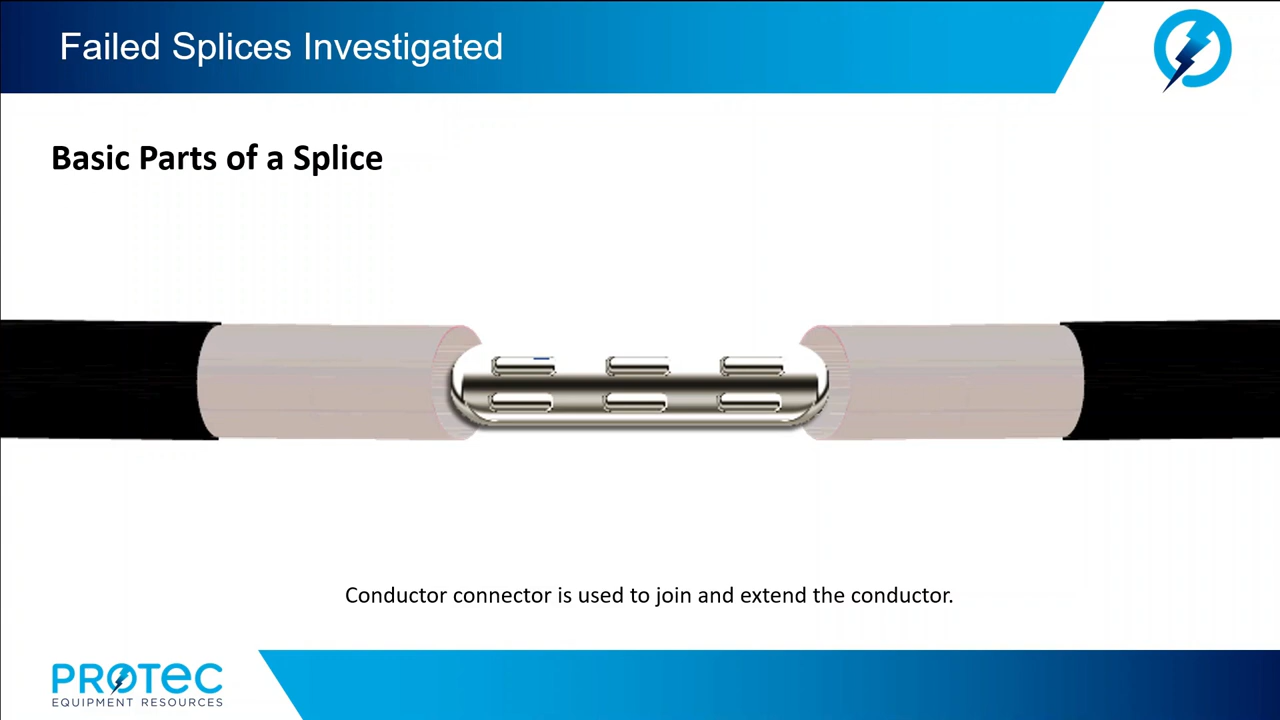 Failed Splices Investigated
Basic Parts of a Splice
Conductor connector is used to join and extend the conductor.
PROTEC
EQUIPMENT RESOURCES